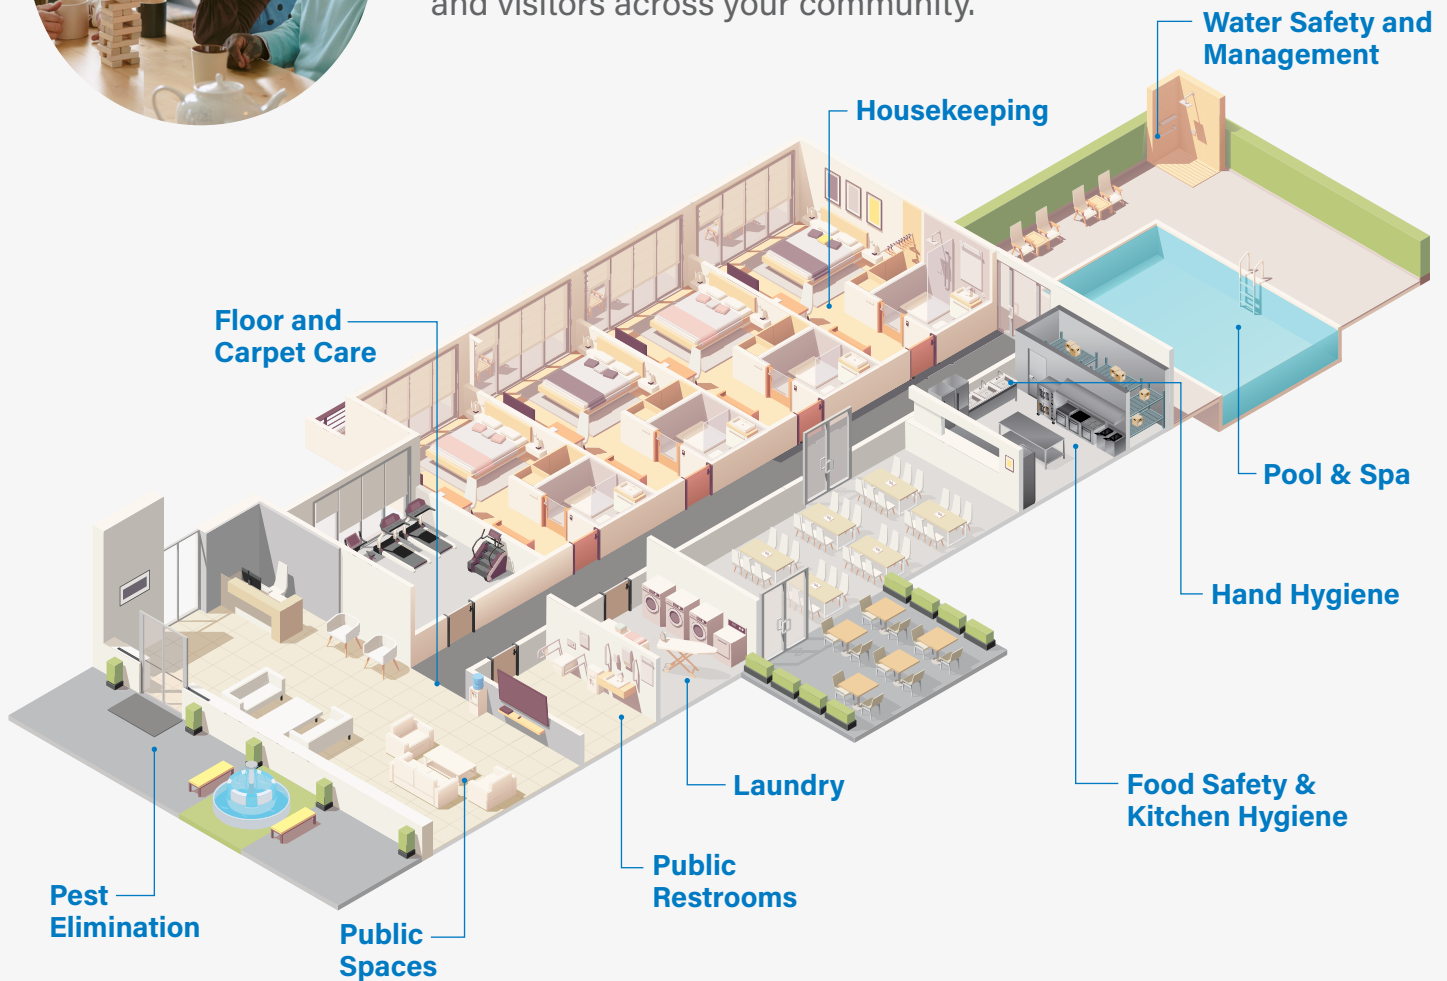 and visitors across your community.
Water Safety and
Management
Housekeeping
Floor and
Carpet Care
Pool & Spa
Hand Hygiene
Laundry
Food Safety &
Kitchen Hygiene
Public
Restrooms
Pest
Elimination
Public
Spaces